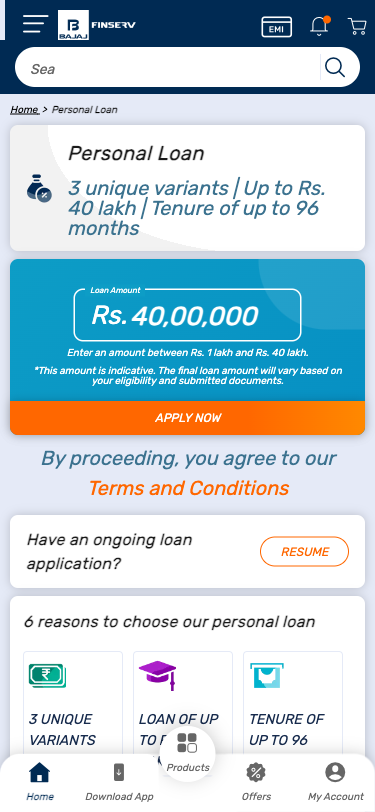 BAJAJ FINSERV
EMI
Sea
Home > Personal Loan
Personal Loan
3 unique variants | Up to Rs.
40 lakh | Tenure of up to 96
months
Loan Amount
Rs. 40,00,000
Enter an amount between Rs. 1 lakh and Rs. 40 lakh.
*This amount is indicative. The final loan amount will vary based on
your eligibility and submitted documents.
APPLY NOW
By proceeding, you agree to our
Terms and Conditions
Have an ongoing loan
application?
RESUME
6 reasons to choose our personal loan
3 UNIQUE
VARIANTS
LOAN OF UP
TO
TENURE OF
UP TO 96
Home
Download App
Products
Offers
My Account